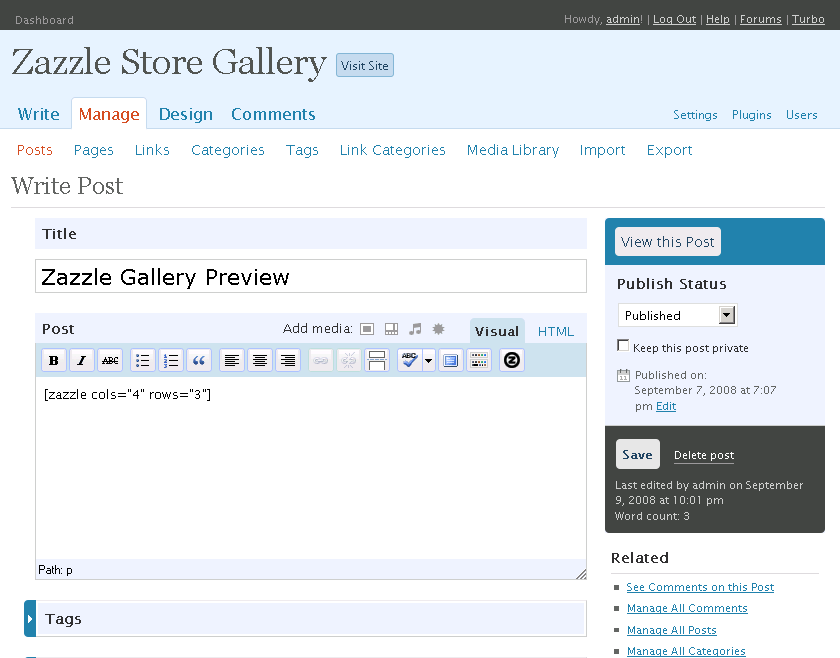 Dashboard
Howdy, admin! | Log Out | Help | Forums | Turbo
Zazzle Store Gallery Visit Site
Write Manage Design Comments
Settings Plugins Users
Posts Pages Links Categories Tags Link Categories Media Library Import Export
Write Post
Title
Zazzle Gallery Preview
Post Add media: Visual HTML
B I ABC ABC
[zazzle cols="4" rows="3"]
Path: p
Tags
View this Post
Publish Status
Published
Keep this post private
Published on:
September 7, 2008 at 7:07
pm Edit
Save Delete post
Last edited by admin on September
9, 2008 at 10:01 pm
Word count: 3
Related
See Comments on this Post
Manage All Comments
Manage All Posts
Manage All Categories